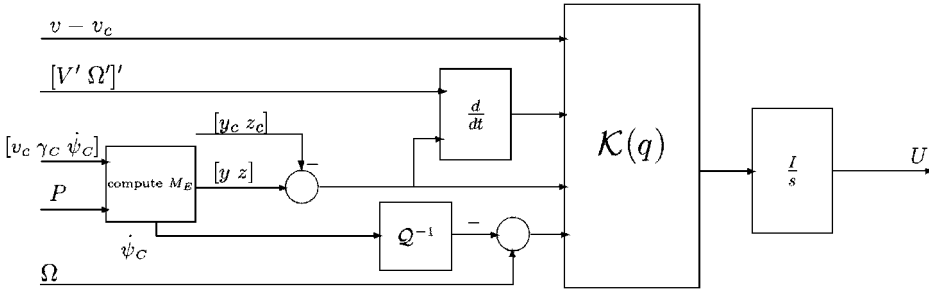 v − v_c
[V′ Ω′]′
d/dt
[y_c z_c]
[v_c γ_C ψ̇_C]
−
K(q)
U
compute M_E
[y z]
I/s
P
−
Q⁻¹
ψ̇_C
Ω